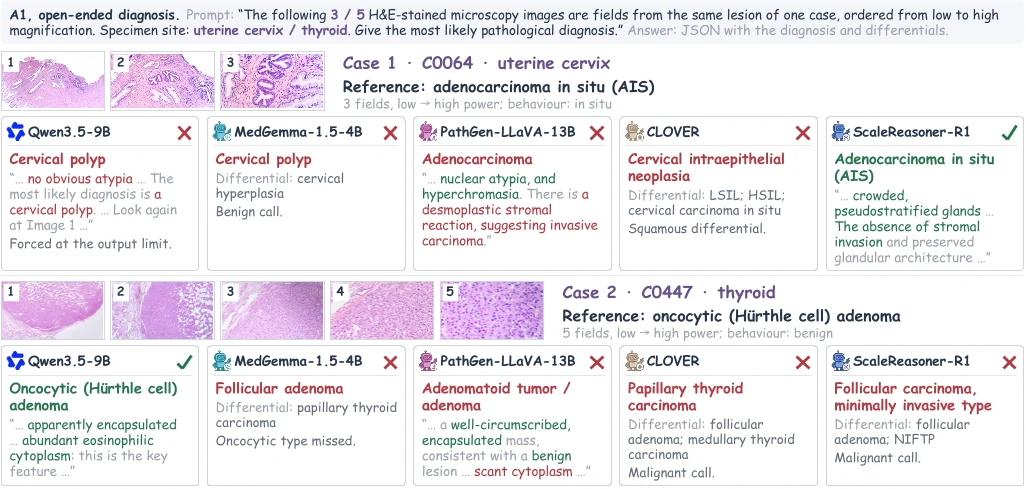 A1, open-ended diagnosis. Prompt: “The following 3 / 5 H&E-stained microscopy images are fields from the same lesion of one case, ordered from low to high
magnification. Specimen site: uterine cervix / thyroid. Give the most likely pathological diagnosis.” Answer: JSON with the diagnosis and differentials.
1
2
3
Case 1 · C0064 · uterine cervix
Reference: adenocarcinoma in situ (AIS)
3 fields, low → high power; behaviour: in situ
Qwen3.5-9B
Cervical polyp
“… no obvious atypia … The
most likely diagnosis is a
cervical polyp. … Look again
at Image 1 …”
Forced at the output limit.
MedGemma-1.5-4B
Cervical polyp
Differential: cervical
hyperplasia
Benign call.
PathGen-LLaVA-13B
Adenocarcinoma
“… nuclear atypia, and
hyperchromasia. There is a
desmoplastic stromal
reaction, suggesting invasive
carcinoma.”
CLOVER
Cervical intraepithelial
neoplasia
Differential: LSIL; HSIL;
cervical carcinoma in situ
Squamous differential.
ScaleReasoner-R1
Adenocarcinoma in situ
(AIS)
“… crowded,
pseudostratified glands …
The absence of stromal
invasion and preserved
glandular architecture …”
1
2
3
4
5
Case 2 · C0447 · thyroid
Reference: oncocytic (Hürthle cell) adenoma
5 fields, low → high power; behaviour: benign
Qwen3.5-9B
Oncocytic (Hürthle cell)
adenoma
“… apparently encapsulated
… abundant eosinophilic
cytoplasm: this is the key
feature …”
MedGemma-1.5-4B
Follicular adenoma
Differential: papillary thyroid
carcinoma
Oncocytic type missed.
PathGen-LLaVA-13B
Adenomatoid tumor /
adenoma
“… a well-circumscribed,
encapsulated mass,
consistent with a benign
lesion … scant cytoplasm …”
CLOVER
Papillary thyroid
carcinoma
Differential: follicular
adenoma; medullary thyroid
carcinoma
Malignant call.
ScaleReasoner-R1
Follicular carcinoma,
minimally invasive type
Differential: follicular
adenoma; NIFTP
Malignant call.